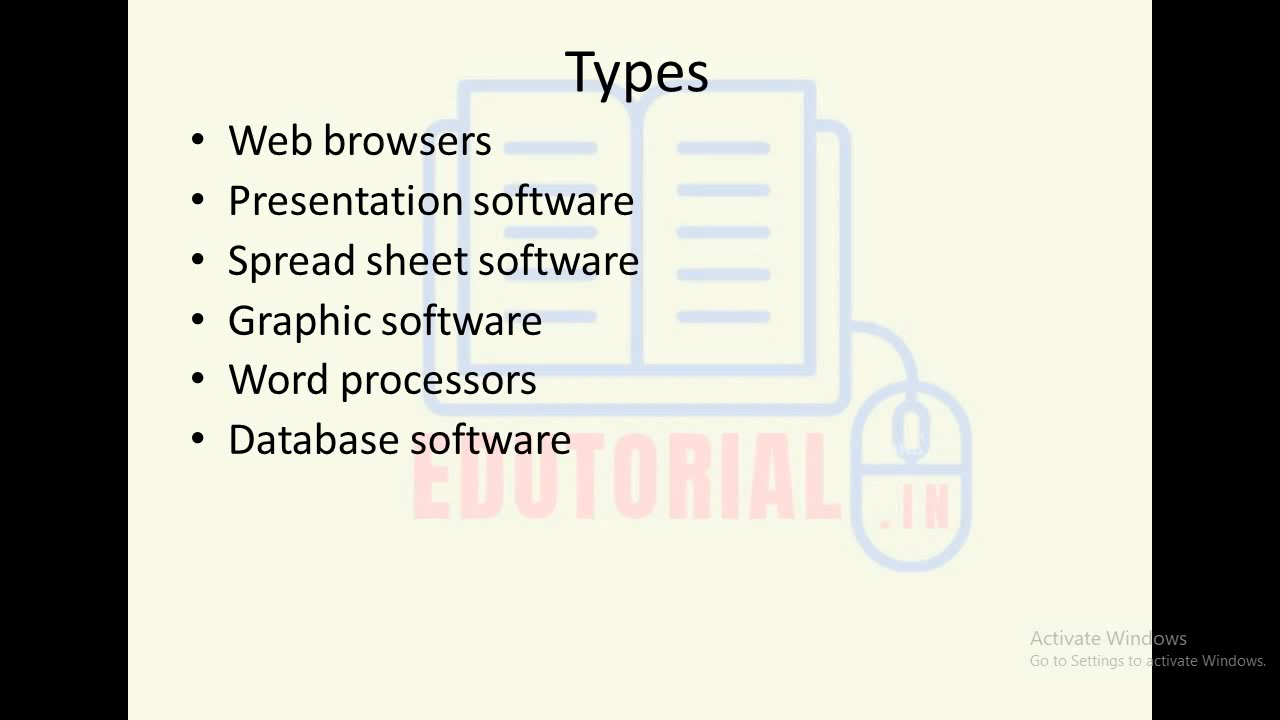 Types
• Web browsers
• Presentation software
• Spread sheet software
• Graphic software
• Word processors
• Database software
EDUTORIAL
.IN
Activate Windows
Go to Settings to activate Windows.